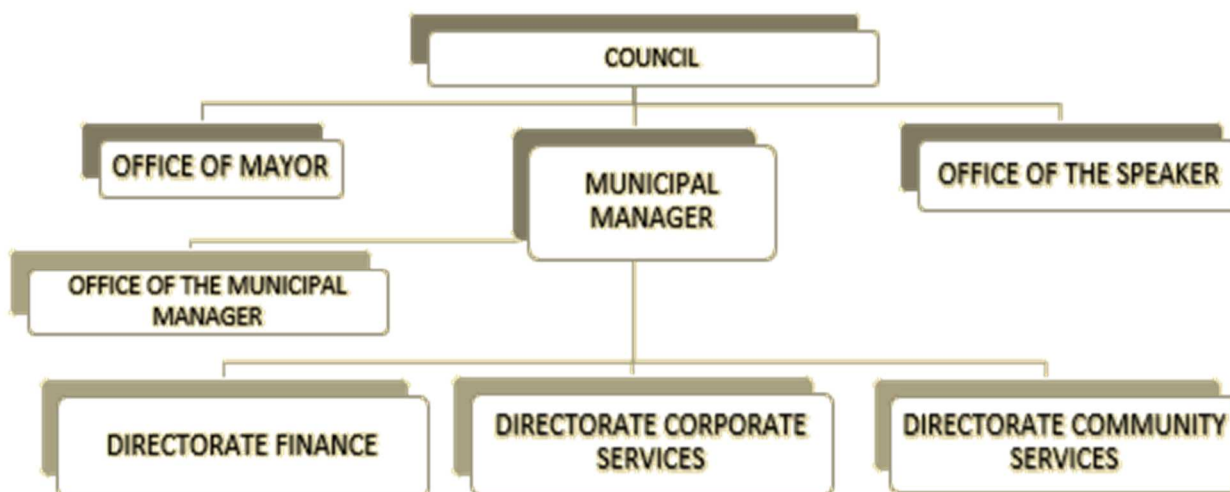 COUNCIL
OFFICE OF MAYOR
MUNICIPAL
MANAGER
OFFICE OF THE SPEAKER
OFFICE OF THE MUNICIPAL
MANAGER
DIRECTORATE FINANCE
DIRECTORATE CORPORATE
SERVICES
DIRECTORATE COMMUNITY
SERVICES